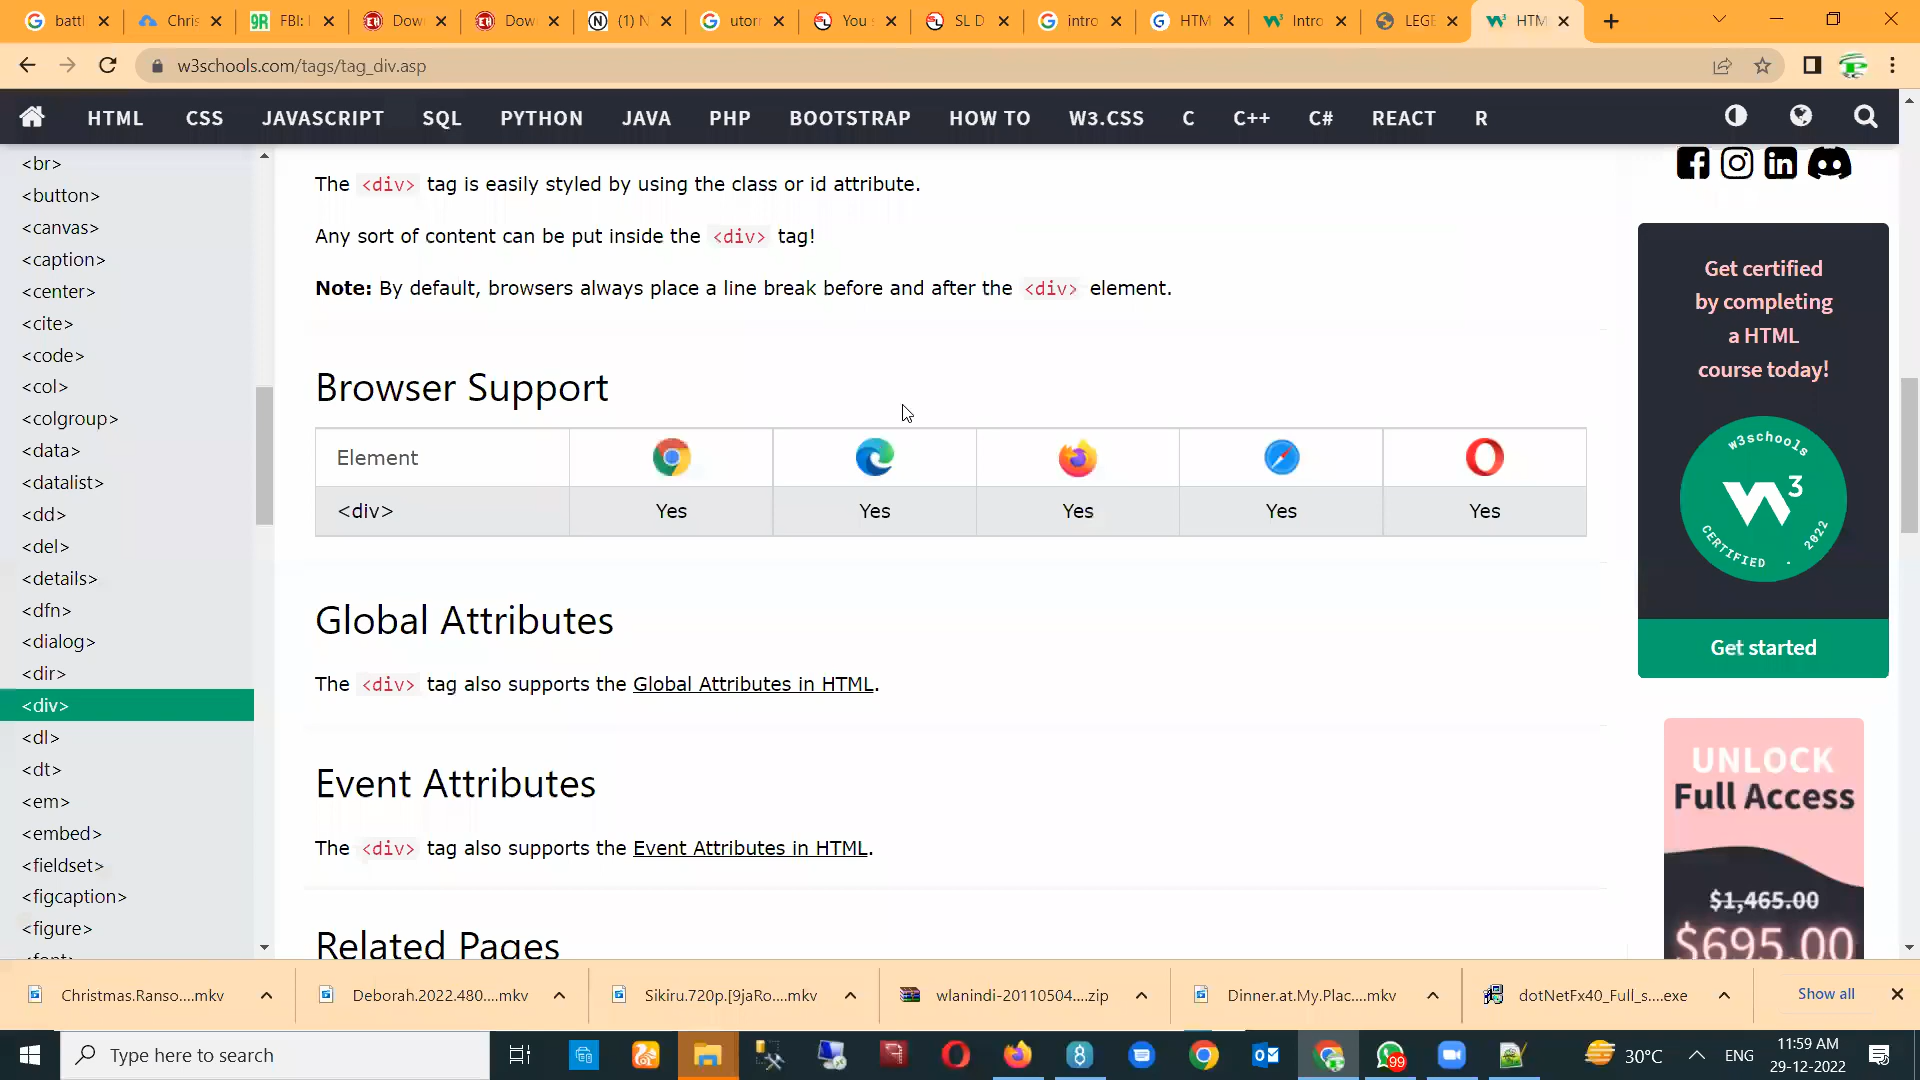 battl
Chris
FBI: I
Dow
Dow
(1) N
utorr
You s
SL D
intro
HTM
Intro
LEGE
HTM
w3schools.com/tags/tag_div.asp
HTML
CSS
JAVASCRIPT
SQL
PYTHON
JAVA
PHP
BOOTSTRAP
HOW TO
W3.CSS
C
C++
C#
REACT
R
<br>
<button>
<canvas>
<caption>
<center>
<cite>
<code>
<col>
<colgroup>
<data>
<datalist>
<dd>
<del>
<details>
<dfn>
<dialog>
<dir>
<div>
<dl>
<dt>
<em>
<embed>
<fieldset>
<figcaption>
<figure>
The <div> tag is easily styled by using the class or id attribute.
Any sort of content can be put inside the <div> tag!
Note: By default, browsers always place a line break before and after the <div> element.
Browser Support
Element
<div> Yes Yes Yes Yes Yes
Global Attributes
The <div> tag also supports the Global Attributes in HTML.
Event Attributes
The <div> tag also supports the Event Attributes in HTML.
Related Pages
Get certified
by completing
a HTML
course today!
w3schools
W3
CERTIFIED . 2022
Get started
UNLOCK
Full Access
$1,465.00
$695.00
Christmas.Ranso....mkv
Deborah.2022.480....mkv
Sikiru.720p.[9jaRo....mkv
wlanindi-20110504....zip
Dinner.at.My.Plac....mkv
dotNetFx40_Full_s....exe
Show all
Type here to search
99
30°C
ENG
11:59 AM
29-12-2022